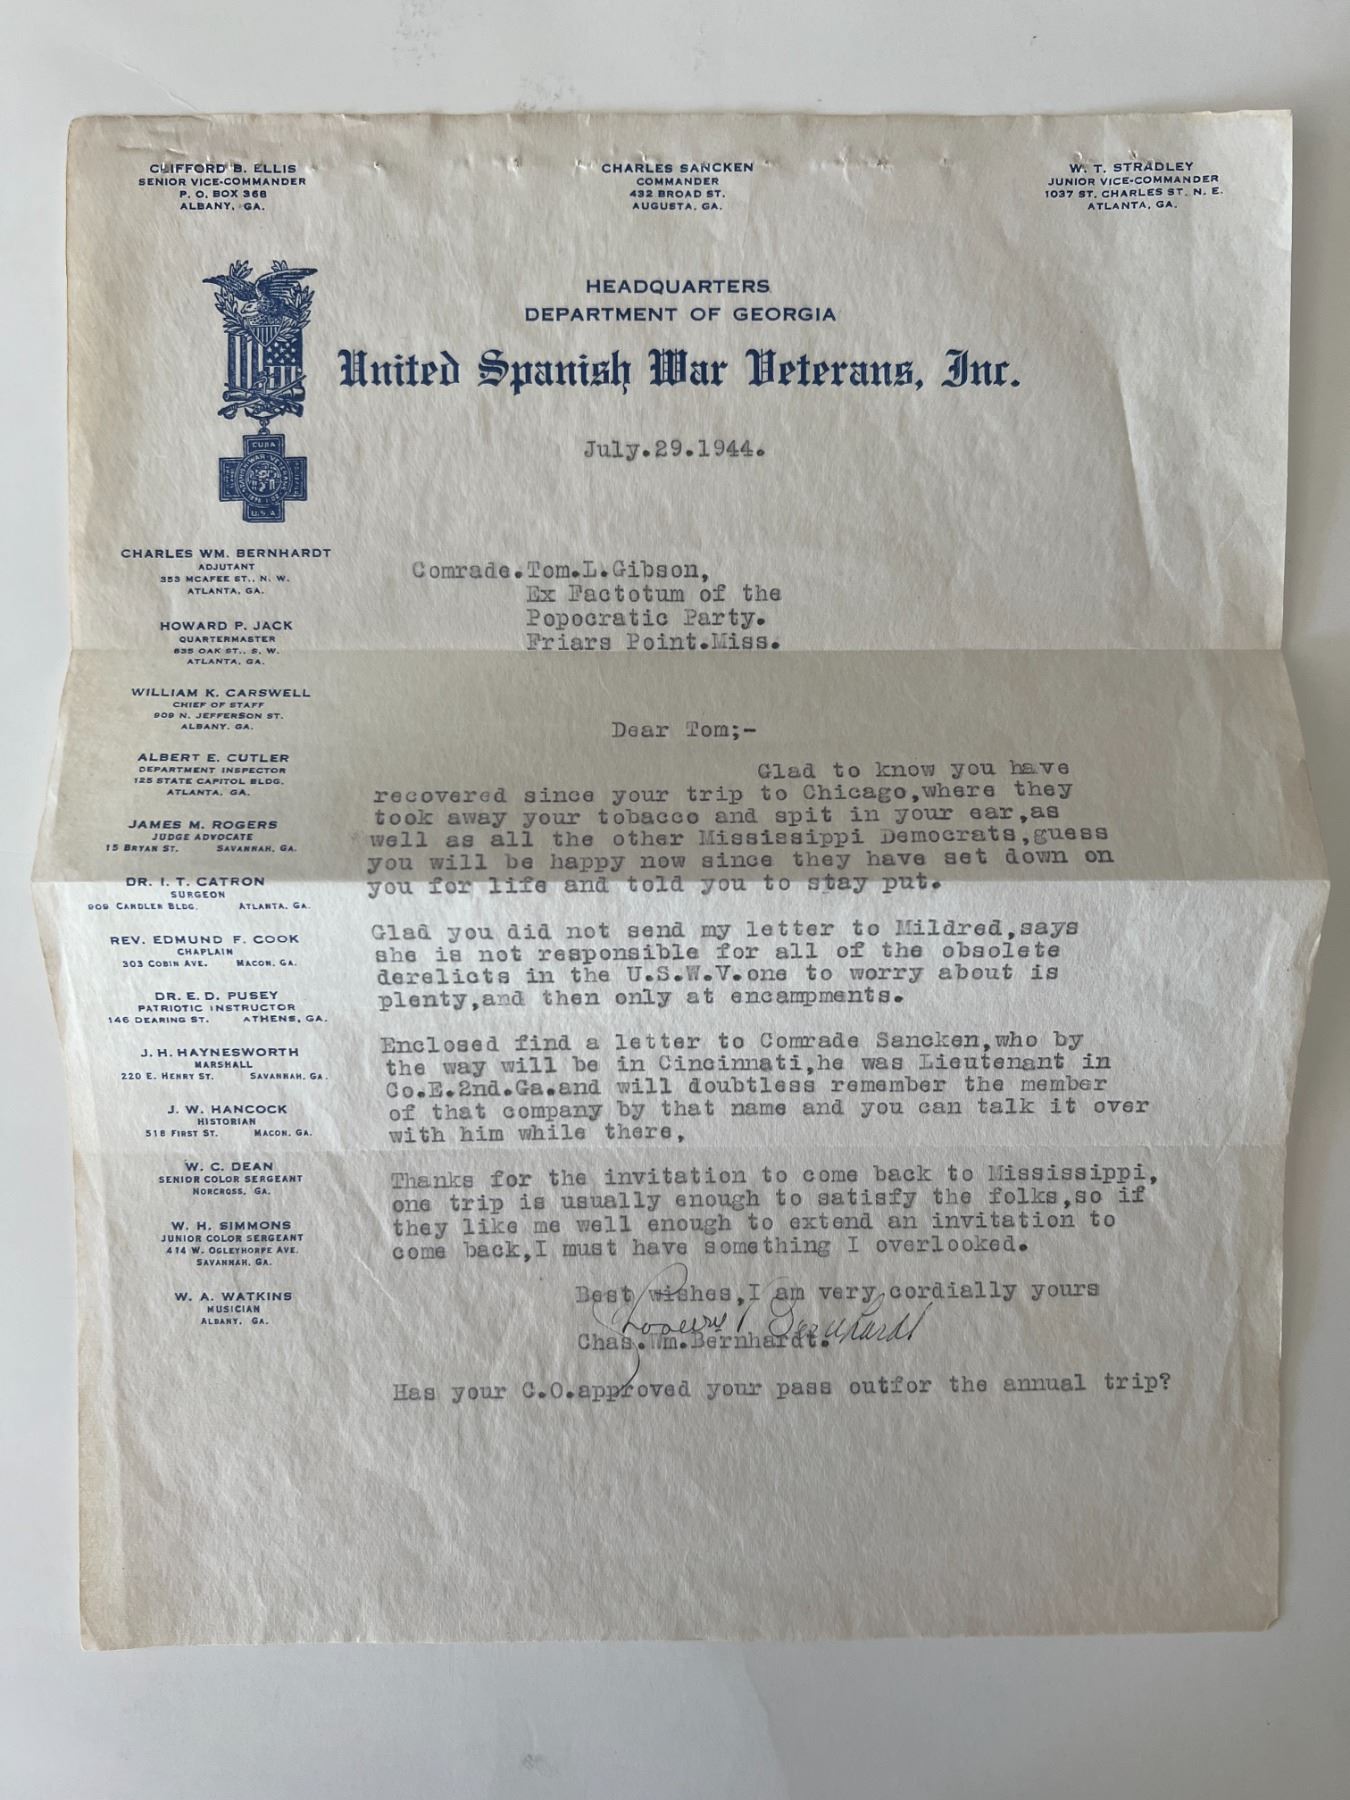 CLIFFORD B. ELLIS
SENIOR VICE-COMMANDER
P. O. BOX 368
ALBANY, GA.
CHARLES SANCKEN
COMMANDER
432 BROAD ST.
AUGUSTA, GA.
W. T. STRADLEY
JUNIOR VICE-COMMANDER
1037 ST. CHARLES ST. N. E.
ATLANTA, GA.
HEADQUARTERS
DEPARTMENT OF GEORGIA
United Spanish War Veterans, Inc.
CUBA
SPANISH WAR VETERANS
U.S.A
July.29.1944.
CHARLES WM. BERNHARDT
ADJUTANT
353 MCAFEE ST., N. W.
ATLANTA, GA.
HOWARD P. JACK
QUARTERMASTER
835 OAK ST., S. W.
ATLANTA, GA.
WILLIAM K. CARSWELL
CHIEF OF STAFF
909 N. JEFFERSON ST.
ALBANY, GA.
ALBERT E. CUTLER
DEPARTMENT INSPECTOR
125 STATE CAPITOL BLDG.
ATLANTA, GA.
JAMES M. ROGERS
JUDGE ADVOCATE
15 BRYAN ST. SAVANNAH, GA.
DR. I. T. CATRON
SURGEON
909 CANDLER BLDG. ATLANTA, GA.
REV. EDMUND F. COOK
CHAPLAIN
303 COBIN AVE. MACON, GA.
DR. E. D. PUSEY
PATRIOTIC INSTRUCTOR
146 DEARING ST. ATHENS, GA.
J. H. HAYNESWORTH
MARSHALL
220 E. HENRY ST. SAVANNAH, GA.
J. W. HANCOCK
HISTORIAN
518 FIRST ST. MACON, GA.
W. C. DEAN
SENIOR COLOR SERGEANT
NORCROSS, GA.
W. H. SIMMONS
JUNIOR COLOR SERGEANT
414 W. OGLEYHORPE AVE.
SAVANNAH, GA.
W. A. WATKINS
MUSICIAN
ALBANY, GA.
Comrade.Tom.L.Gibson,
Ex Factotum of the
Popocratic Party.
Friars Point.Miss.
Dear Tom;-
Glad to know you have
recovered since your trip to Chicago,where they
took away your tobacco and spit in your ear,as
well as all the other Mississippi Democrats,guess
you will be happy now since they have set down on
you for life and told you to stay put.
Glad you did not send my letter to Mildred,says
she is not responsible for all of the obsolete
derelicts in the U.S.W.V.one to worry about is
plenty,and then only at encampments.
Enclosed find a letter to Comrade Sancken,who by
the way will be in Cincinnati,he was Lieutenant in
Co.E.2nd.Ga.and will doubtless remember the member
of that company by that name and you can talk it over
with him while there,
Thanks for the invitation to come back to Mississippi,
one trip is usually enough to satisfy the folks,so if
they like me well enough to extend an invitation to
come back,I must have something I overlooked.
Best wishes,I am very cordially yours
Bernhardt
Chas.Wm.Bernhardt.
Has your C.O.approved your pass outfor the annual trip?